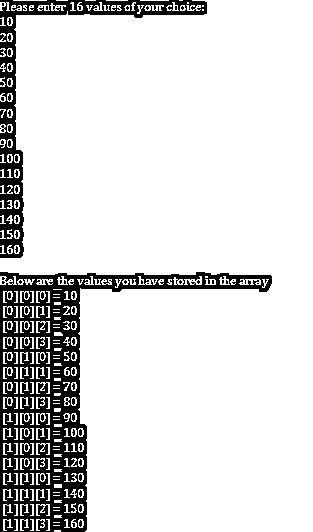 Please enter 16 values of your choice:
10
20
30
40
50
60
70
80
90
100
110
120
130
140
150
160
Below are the values you have stored in the array
[0][0][0] = 10
[0][0][1] = 20
[0][0][2] = 30
[0][0][3] = 40
[0][1][0] = 50
[0][1][1] = 60
[0][1][2] = 70
[0][1][3] = 80
[1][0][0] = 90
[1][0][1] = 100
[1][0][2] = 110
[1][0][3] = 120
[1][1][0] = 130
[1][1][1] = 140
[1][1][2] = 150
[1][1][3] = 160